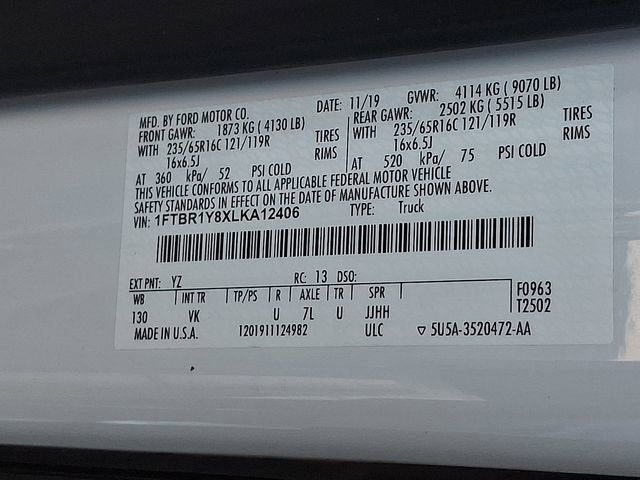 MFD. BY FORD MOTOR CO.
DATE: 11/19 GVWR: 4114 KG ( 9070 LB)
FRONT GAWR: 1873 KG ( 4130 LB)
WITH 235/65R16C 121/119R TIRES
16x6.5J RIMS
AT 360 kPa/ 52 PSI COLD
REAR GAWR: 2502 KG ( 5515 LB)
WITH 235/65R16C 121/119R TIRES
16x6.5J RIMS
AT 520 kPa/ 75 PSI COLD
THIS VEHICLE CONFORMS TO ALL APPLICABLE FEDERAL MOTOR VEHICLE
SAFETY STANDARDS IN EFFECT ON THE DATE OF MANUFACTURE SHOWN ABOVE.
VIN: 1FTBR1Y8XLKA12406 TYPE: Truck
EXT PNT: YZ RC: 13 DSO:
WB INT TR TP/PS R AXLE TR SPR
130 VK U 7L U JJHH
F0963
T2502
MADE IN U.S.A. 1201911124982 ULC ▽ 5U5A-3520472-AA